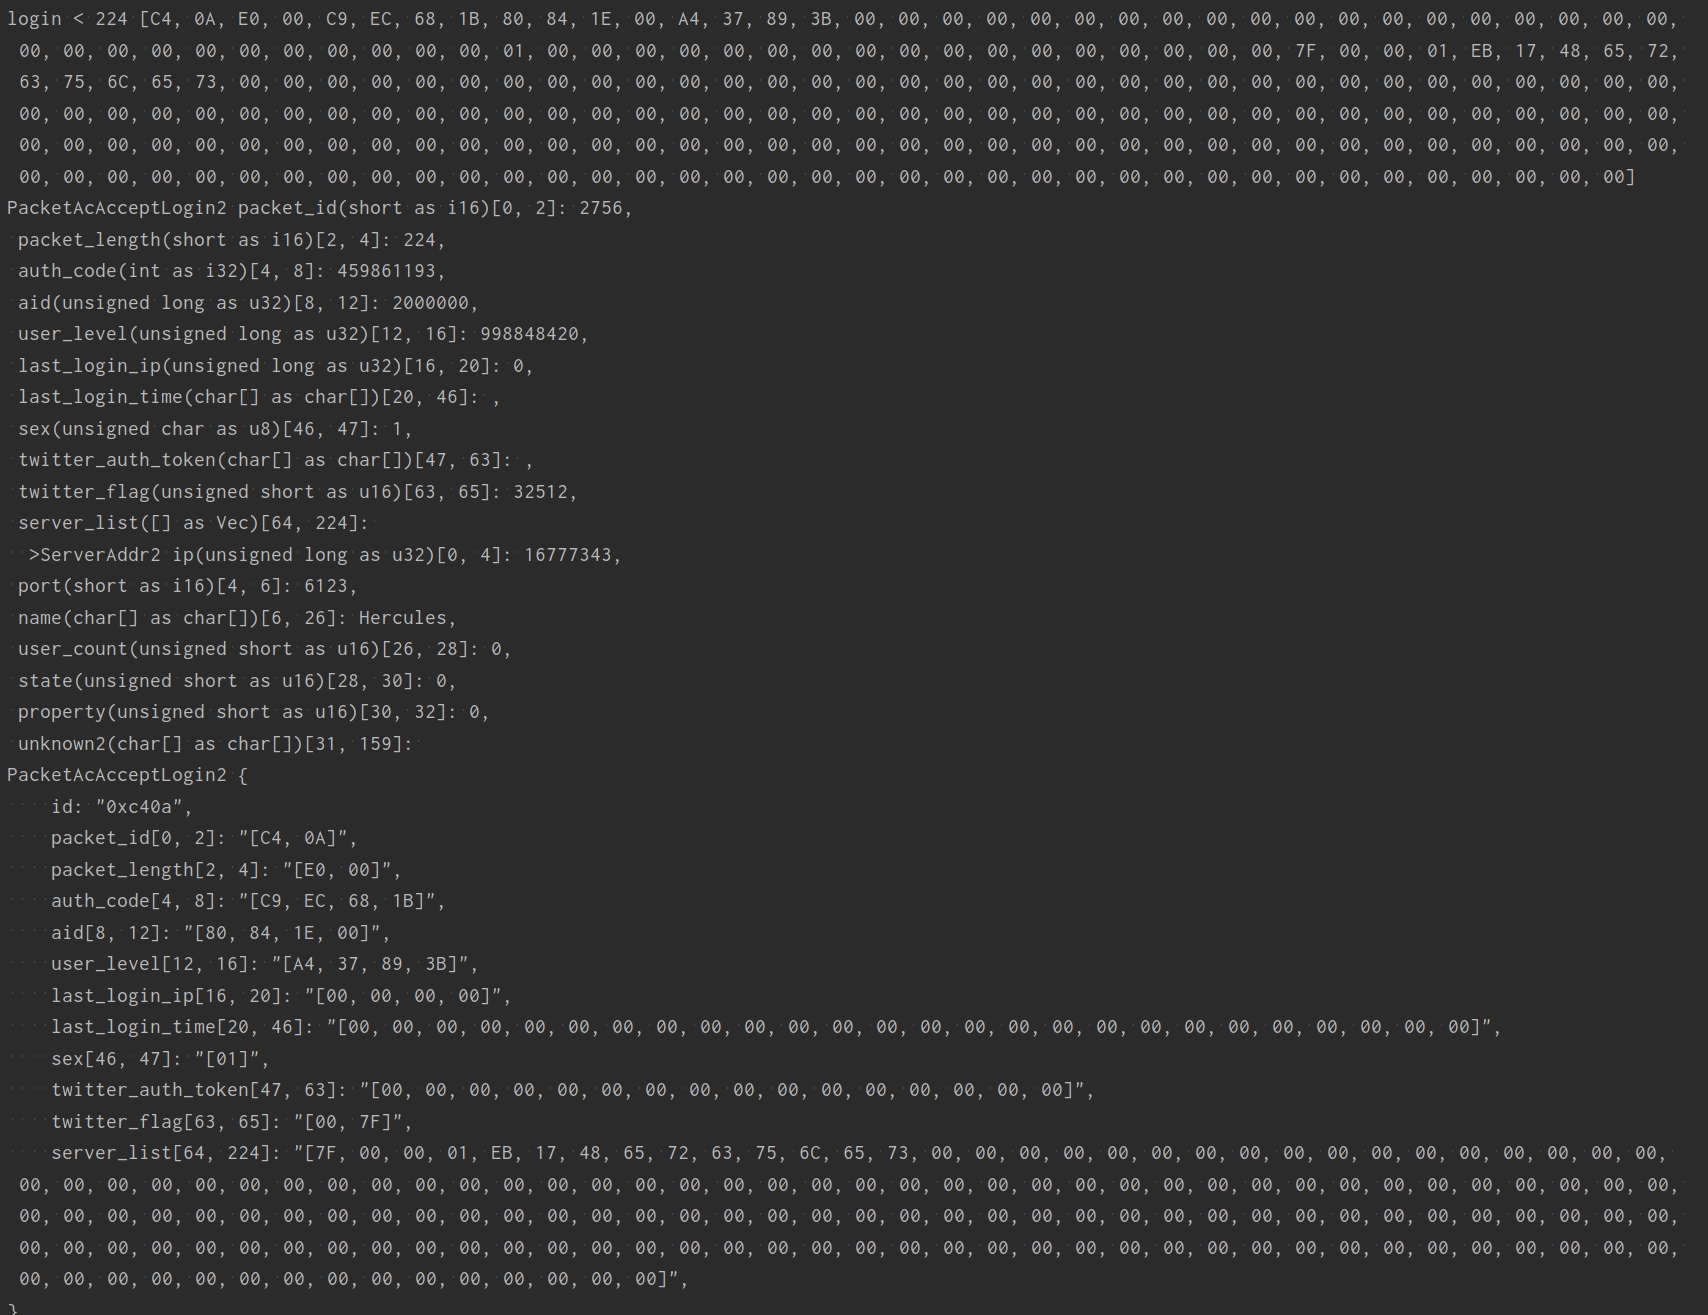 login < 224 [C4, 0A, E0, 00, C9, EC, 68, 1B, 80, 84, 1E, 00, A4, 37, 89, 3B, 00, 00, 00, 00, 00, 00, 00, 00, 00, 00, 00, 00, 00, 00, 00, 00, 00, 00, 00,
00, 00, 00, 00, 00, 00, 00, 00, 00, 00, 00, 01, 00, 00, 00, 00, 00, 00, 00, 00, 00, 00, 00, 00, 00, 00, 00, 00, 00, 7F, 00, 00, 01, EB, 17, 48, 65, 72,
63, 75, 6C, 65, 73, 00, 00, 00, 00, 00, 00, 00, 00, 00, 00, 00, 00, 00, 00, 00, 00, 00, 00, 00, 00, 00, 00, 00, 00, 00, 00, 00, 00, 00, 00, 00, 00, 00,
00, 00, 00, 00, 00, 00, 00, 00, 00, 00, 00, 00, 00, 00, 00, 00, 00, 00, 00, 00, 00, 00, 00, 00, 00, 00, 00, 00, 00, 00, 00, 00, 00, 00, 00, 00, 00, 00,
00, 00, 00, 00, 00, 00, 00, 00, 00, 00, 00, 00, 00, 00, 00, 00, 00, 00, 00, 00, 00, 00, 00, 00, 00, 00, 00, 00, 00, 00, 00, 00, 00, 00, 00, 00, 00, 00,
00, 00, 00, 00, 00, 00, 00, 00, 00, 00, 00, 00, 00, 00, 00, 00, 00, 00, 00, 00, 00, 00, 00, 00, 00, 00, 00, 00, 00, 00, 00, 00, 00, 00, 00, 00, 00]
PacketAcAcceptLogin2 packet_id(short as i16)[0, 2]: 2756,
packet_length(short as i16)[2, 4]: 224,
auth_code(int as i32)[4, 8]: 459861193,
aid(unsigned long as u32)[8, 12]: 2000000,
user_level(unsigned long as u32)[12, 16]: 998848420,
last_login_ip(unsigned long as u32)[16, 20]: 0,
last_login_time(char[] as char[])[20, 46]: ,
sex(unsigned char as u8)[46, 47]: 1,
twitter_auth_token(char[] as char[])[47, 63]: ,
twitter_flag(unsigned short as u16)[63, 65]: 32512,
server_list([] as Vec)[64, 224]:
>ServerAddr2 ip(unsigned long as u32)[0, 4]: 16777343,
port(short as i16)[4, 6]: 6123,
name(char[] as char[])[6, 26]: Hercules,
user_count(unsigned short as u16)[26, 28]: 0,
state(unsigned short as u16)[28, 30]: 0,
property(unsigned short as u16)[30, 32]: 0,
unknown2(char[] as char[])[31, 159]:
PacketAcAcceptLogin2 {
id: "0xc40a",
packet_id[0, 2]: "[C4, 0A]",
packet_length[2, 4]: "[E0, 00]",
auth_code[4, 8]: "[C9, EC, 68, 1B]",
aid[8, 12]: "[80, 84, 1E, 00]",
user_level[12, 16]: "[A4, 37, 89, 3B]",
last_login_ip[16, 20]: "[00, 00, 00, 00]",
last_login_time[20, 46]: "[00, 00, 00, 00, 00, 00, 00, 00, 00, 00, 00, 00, 00, 00, 00, 00, 00, 00, 00, 00, 00, 00, 00, 00, 00, 00]",
sex[46, 47]: "[01]",
twitter_auth_token[47, 63]: "[00, 00, 00, 00, 00, 00, 00, 00, 00, 00, 00, 00, 00, 00, 00, 00]",
twitter_flag[63, 65]: "[00, 7F]",
server_list[64, 224]: "[7F, 00, 00, 01, EB, 17, 48, 65, 72, 63, 75, 6C, 65, 73, 00, 00, 00, 00, 00, 00, 00, 00, 00, 00, 00, 00, 00, 00, 00, 00, 00,
00, 00, 00, 00, 00, 00, 00, 00, 00, 00, 00, 00, 00, 00, 00, 00, 00, 00, 00, 00, 00, 00, 00, 00, 00, 00, 00, 00, 00, 00, 00, 00, 00, 00, 00, 00, 00, 00,
00, 00, 00, 00, 00, 00, 00, 00, 00, 00, 00, 00, 00, 00, 00, 00, 00, 00, 00, 00, 00, 00, 00, 00, 00, 00, 00, 00, 00, 00, 00, 00, 00, 00, 00, 00, 00, 00,
00, 00, 00, 00, 00, 00, 00, 00, 00, 00, 00, 00, 00, 00, 00, 00, 00, 00, 00, 00, 00, 00, 00, 00, 00, 00, 00, 00, 00, 00, 00, 00, 00, 00, 00, 00, 00, 00,
00, 00, 00, 00, 00, 00, 00, 00, 00, 00, 00, 00, 00, 00, 00]",
}